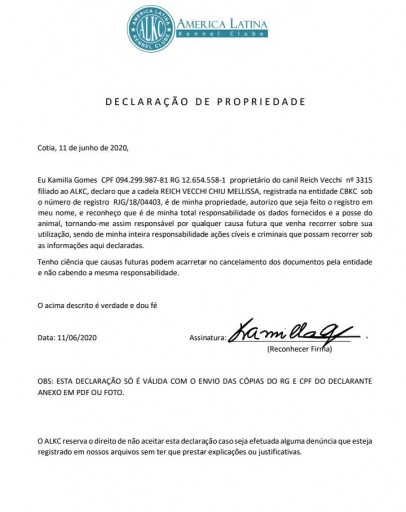 AMERICA LATINA
Kennel Clube
AMERICA LATINA
ALKC
KENNEL CLUBE
DECLARAÇÃO DE PROPRIEDADE
Cotia, 11 de junho de 2020,
Eu Kamilla Gomes CPF 094.299.987-81 RG 12.654.558-1 proprietário do canil Reich Vecchi nº 3315
filiado ao ALKC, declaro que a cadela REICH VECCHI CHIU MELLISSA, registrada na entidade CBKC sob
o número de registro RJG/18/04403, é de minha propriedade, autorizo que seja feito o registro em
meu nome, e reconheço que é de minha total responsabilidade os dados fornecidos e a posse do
animal, tornando-me assim responsável por qualquer causa futura que venha recorrer sobre sua
utilização, sendo de minha inteira responsabilidade ações cíveis e criminais que possam recorrer sob
as informações aqui declaradas.
Tenho ciência que causas futuras podem acarretar no cancelamento dos documentos pela entidade
e não cabendo a mesma responsabilidade.
O acima descrito é verdade e dou fé
Data: 11/06/2020 Assinatura: KamillaG .
(Reconhecer Firma)
OBS: ESTA DECLARAÇÃO SÓ É VÁLIDA COM O ENVIO DAS CÓPIAS DO RG E CPF DO DECLARANTE
ANEXO EM PDF OU FOTO.
O ALKC reserva o direito de não aceitar esta declaração caso seja efetuada alguma denúncia que esteja
registrado em nossos arquivos sem ter que prestar explicações ou justificativas.